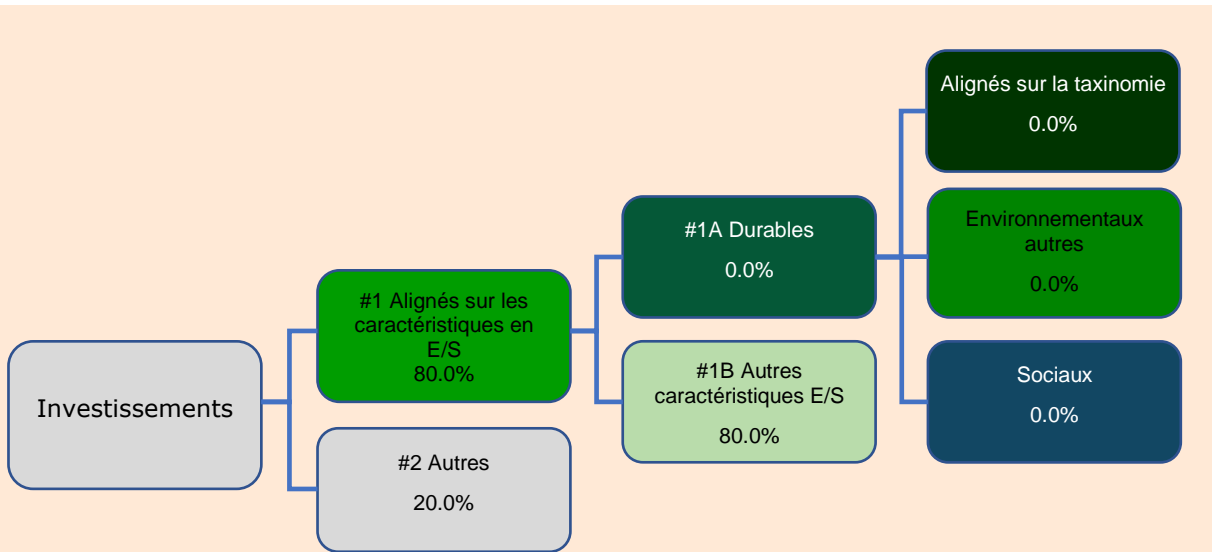 Investissements
#1 Alignés sur les
caractéristiques en
E/S
80.0%
#2 Autres
20.0%
#1A Durables
0.0%
#1B Autres
caractéristiques E/S
80.0%
Alignés sur la taxinomie
0.0%
Environnementaux
autres
0.0%
Sociaux
0.0%